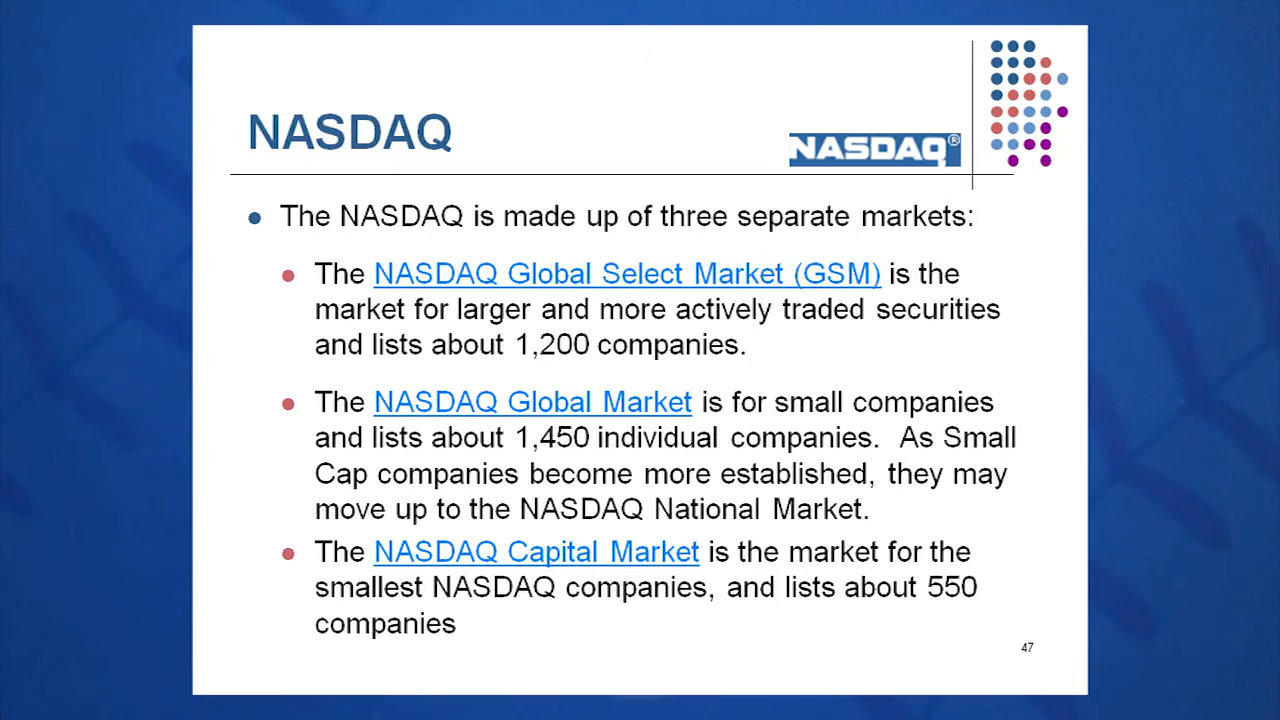 NASDAQ
NASDAQ®
The NASDAQ is made up of three separate markets:
The NASDAQ Global Select Market (GSM) is the
market for larger and more actively traded securities
and lists about 1,200 companies.
The NASDAQ Global Market is for small companies
and lists about 1,450 individual companies.  As Small
Cap companies become more established, they may
move up to the NASDAQ National Market.
The NASDAQ Capital Market is the market for the
smallest NASDAQ companies, and lists about 550
companies
47